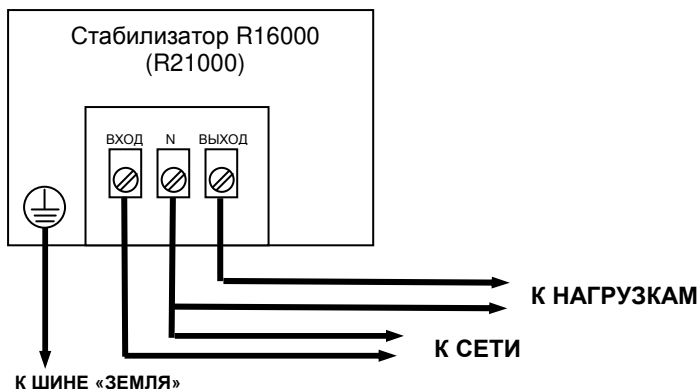 Стабилизатор R16000
(R21000)
ВХОД N ВЫХОД
К НАГРУЗКАМ
К СЕТИ
К ШИНЕ «ЗЕМЛЯ»